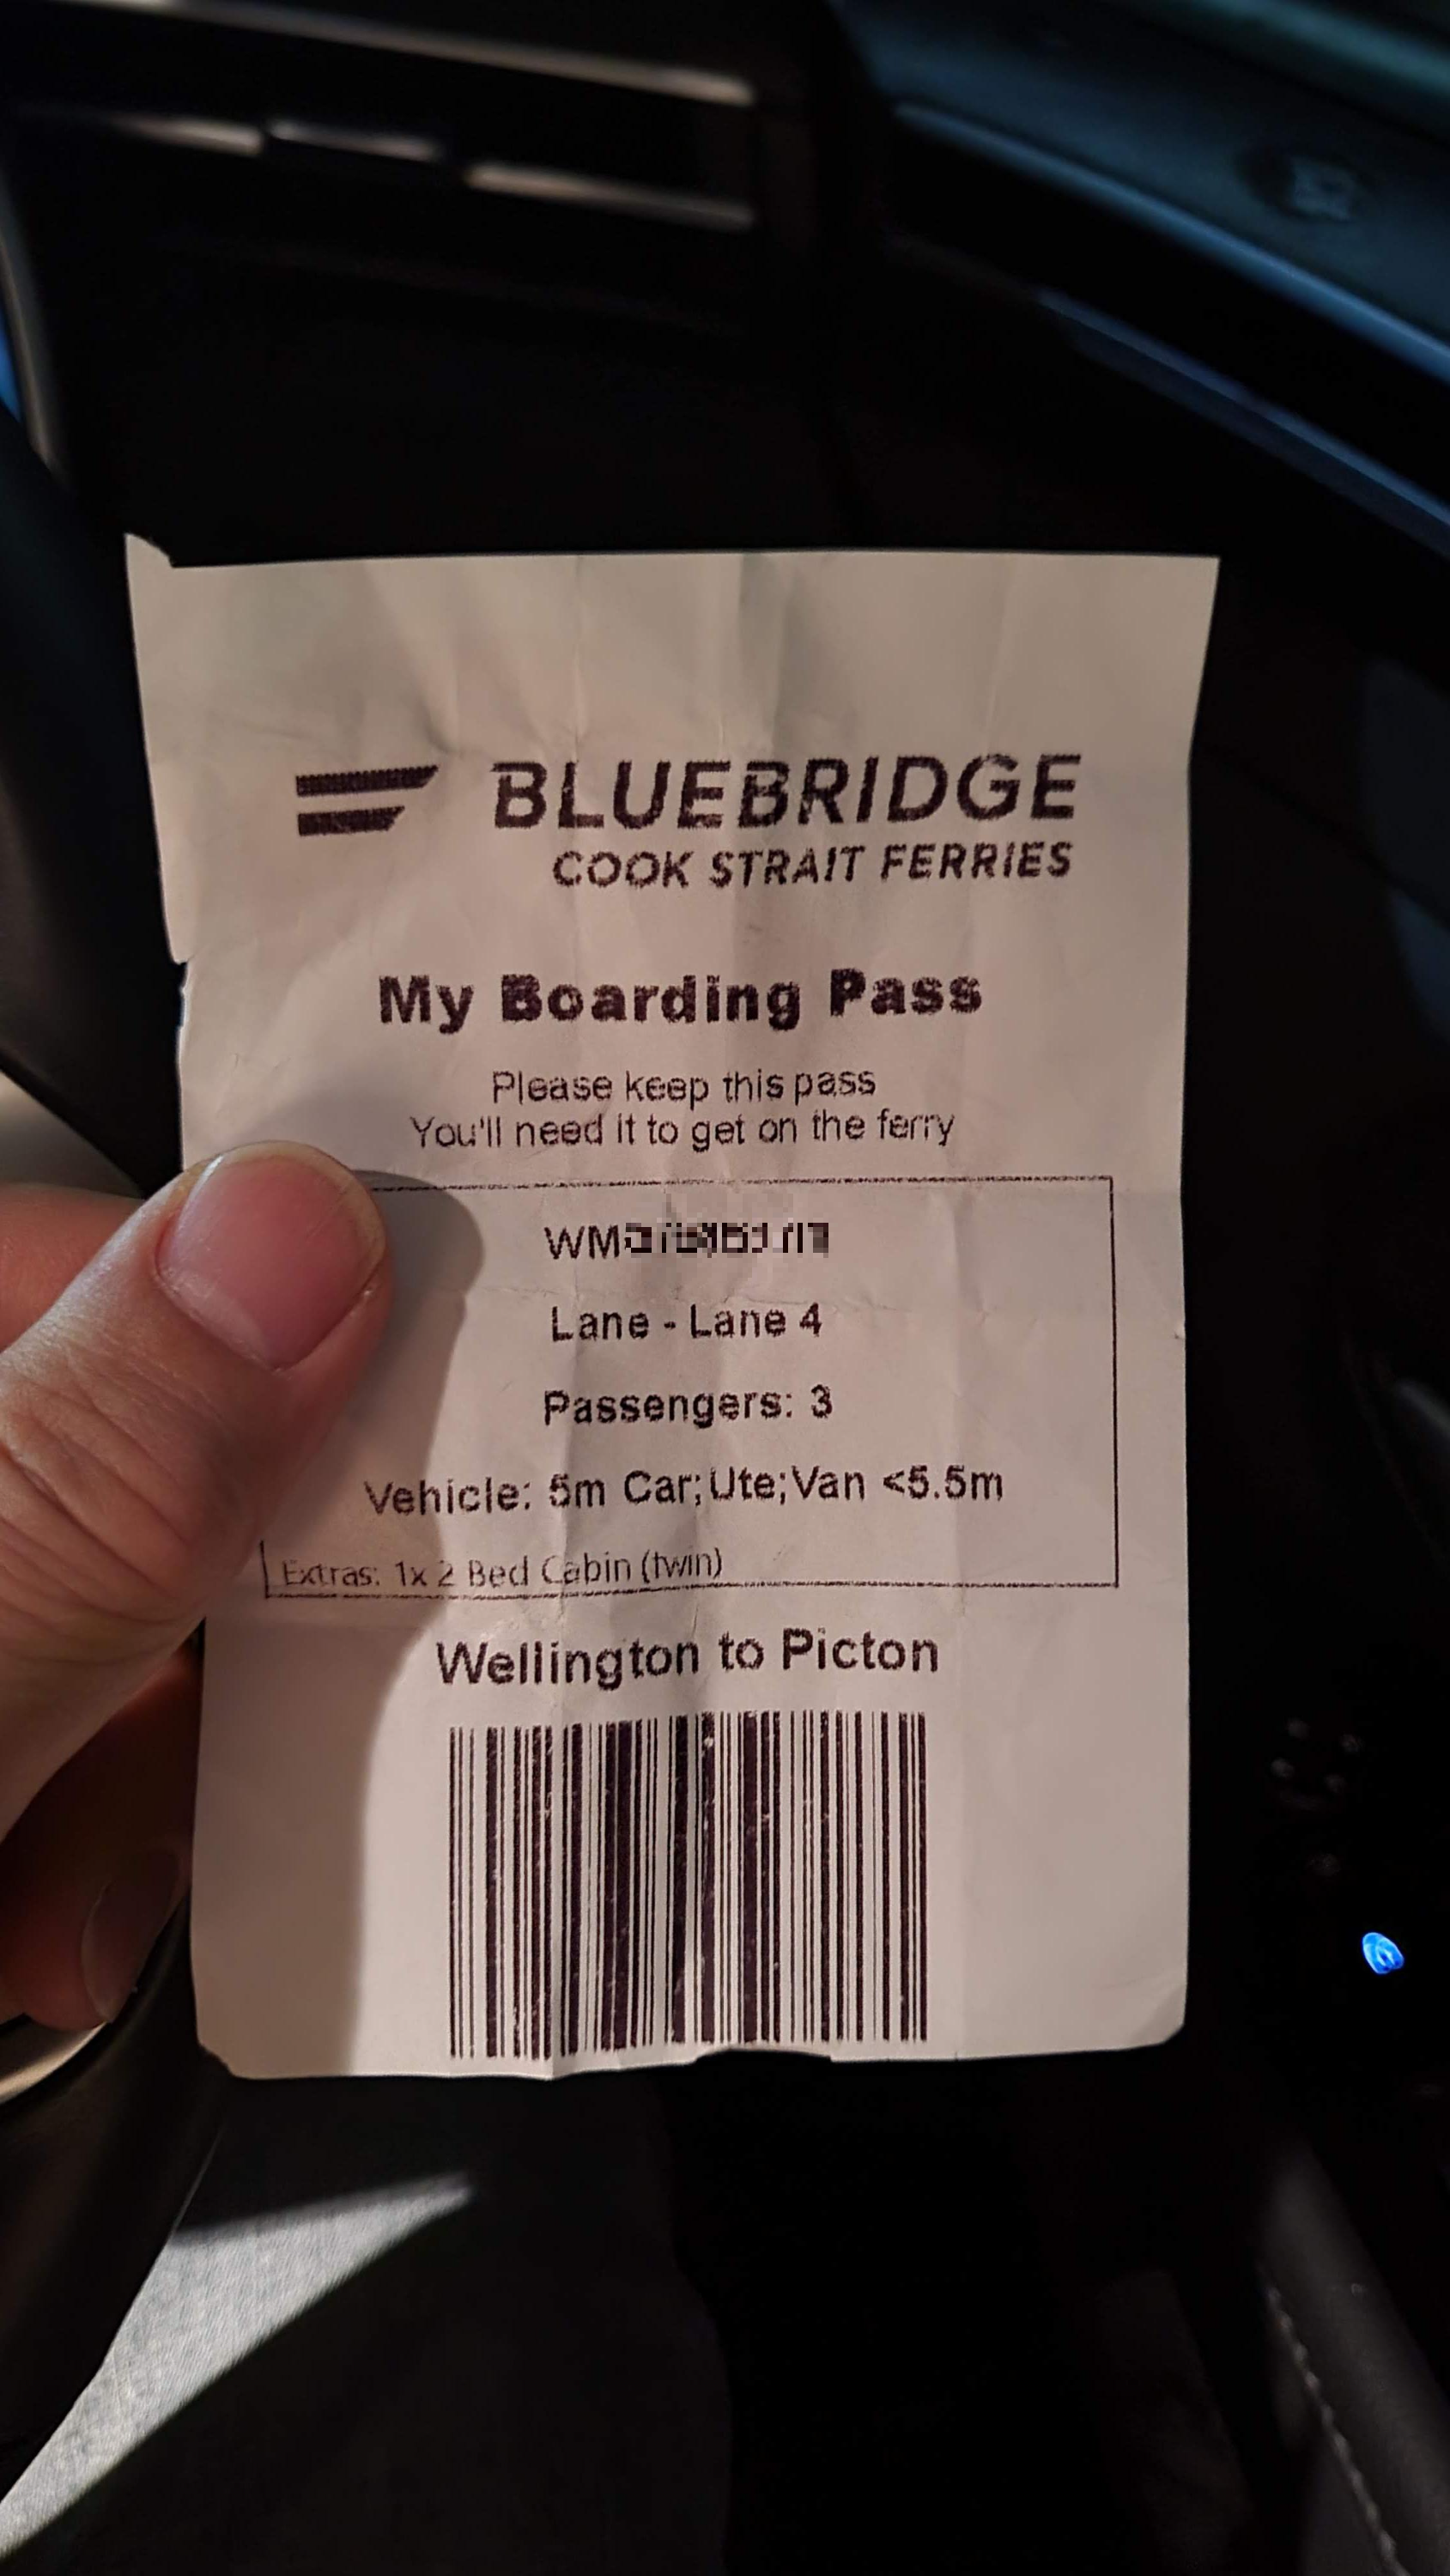 BLUEBRIDGE
COOK STRAIT FERRIES
My Boarding Pass
Please keep this pass
You'll need it to get on the ferry
WM
Lane - Lane 4
Passengers: 3
Vehicle: 5m Car;Ute;Van <5.5m
Extras: 1x 2 Bed Cabin (twin)
Wellington to Picton